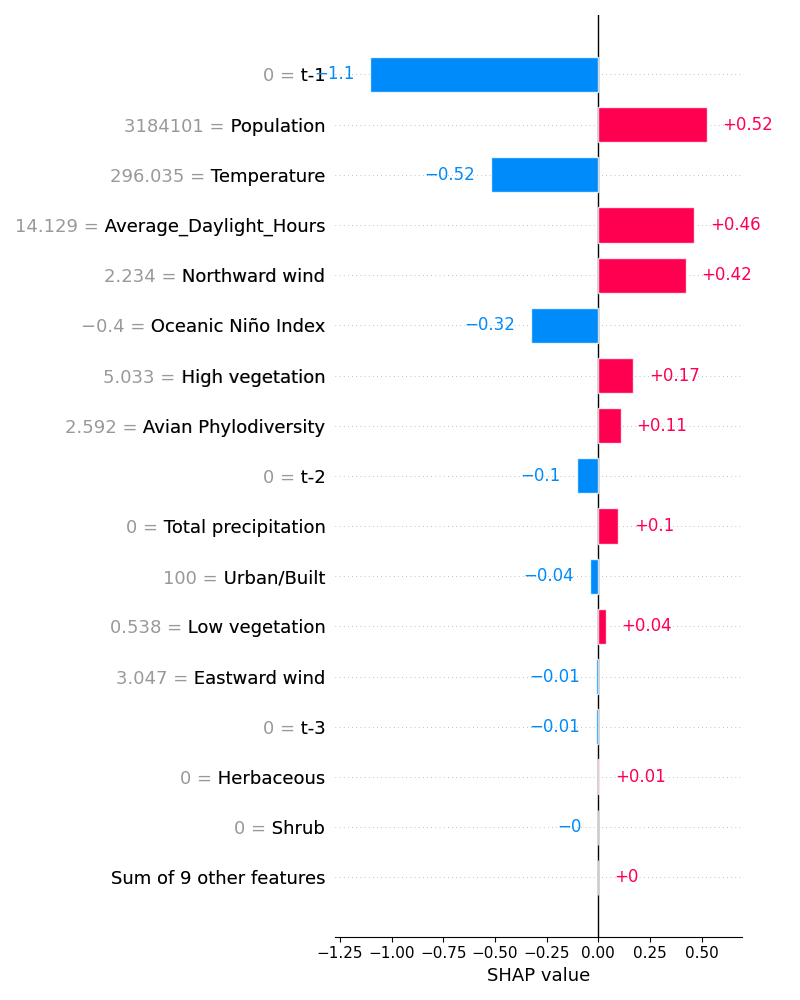 0 = t-1 −1.1
3184101 = Population +0.52
296.035 = Temperature −0.52
14.129 = Average_Daylight_Hours +0.46
2.234 = Northward wind +0.42
−0.4 = Oceanic Niño Index −0.32
5.033 = High vegetation +0.17
2.592 = Avian Phylodiversity +0.11
0 = t-2 −0.1
0 = Total precipitation +0.1
100 = Urban/Built −0.04
0.538 = Low vegetation +0.04
3.047 = Eastward wind −0.01
0 = t-3 −0.01
0 = Herbaceous +0.01
0 = Shrub −0
Sum of 9 other features +0
−1.25 −1.00 −0.75 −0.50 −0.25 0.00 0.25 0.50
SHAP value